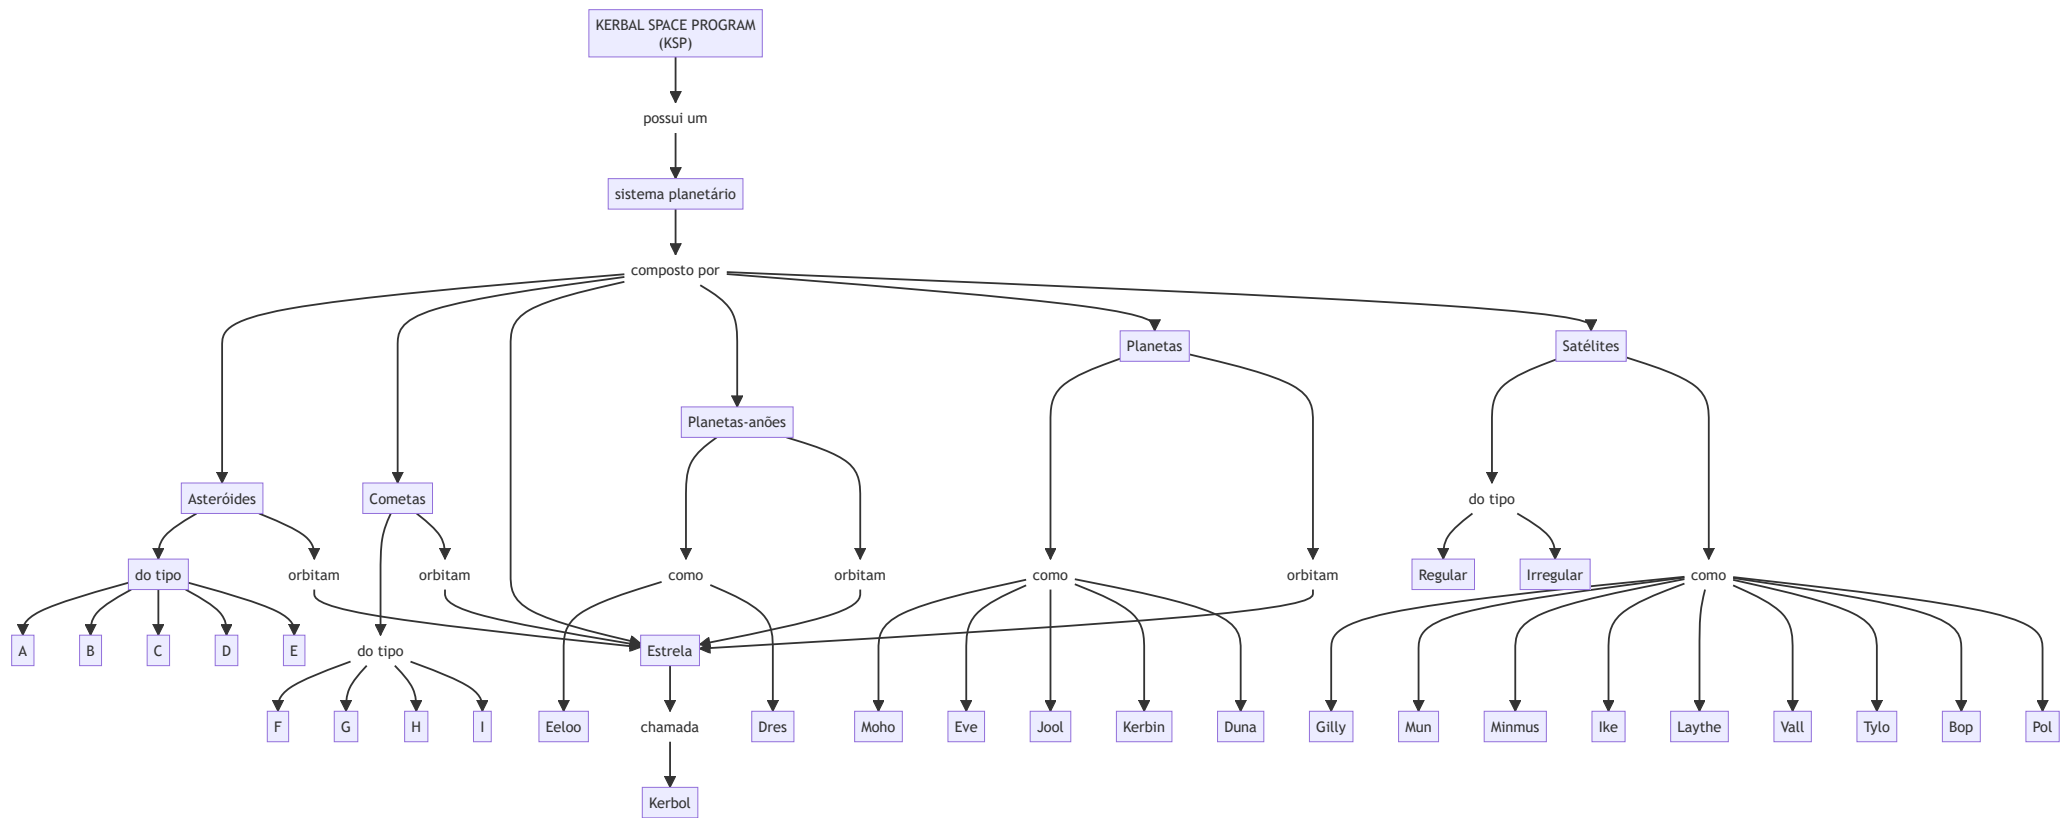 KERBAL SPACE PROGRAM
(KSP)
possui um
sistema planetário
composto por
Planetas
Satélites
Planetas-anões
Asteróides
Cometas
do tipo
do tipo
orbitam
orbitam
como
orbitam
como
orbitam
Regular
Irregular
como
A
B
C
D
E
do tipo
Estrela
F
G
H
I
Eeloo
chamada
Dres
Moho
Eve
Jool
Kerbin
Duna
Gilly
Mun
Minmus
Ike
Laythe
Vall
Tylo
Bop
Pol
Kerbol